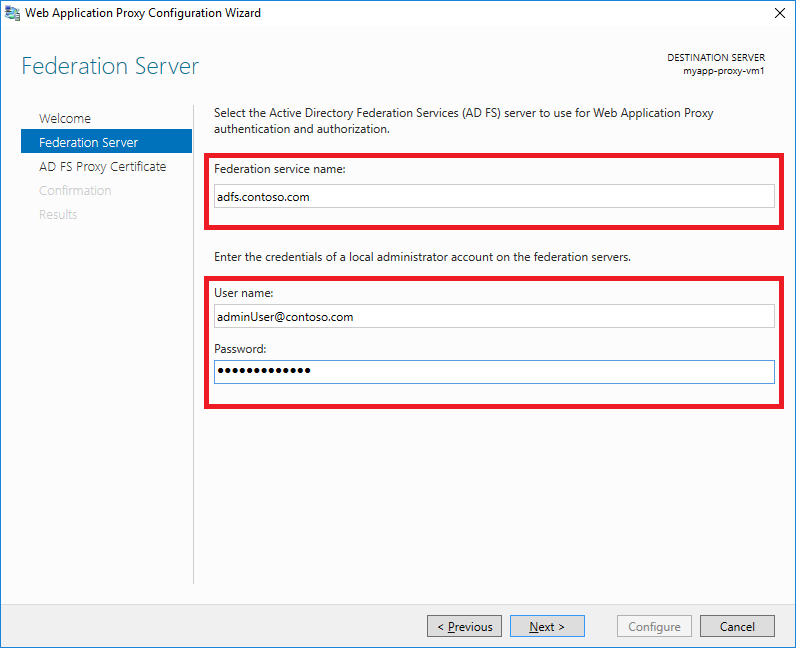 Web Application Proxy Configuration Wizard
Federation Server
DESTINATION SERVER
myapp-proxy-vm1
Welcome
Federation Server
AD FS Proxy Certificate
Confirmation
Results
Select the Active Directory Federation Services (AD FS) server to use for Web Application Proxy
authentication and authorization.
Federation service name:
adfs.contoso.com
Enter the credentials of a local administrator account on the federation servers.
User name:
adminUser@contoso.com
Password:
●●●●●●●●●●●●●
< Previous
Next >
Configure
Cancel